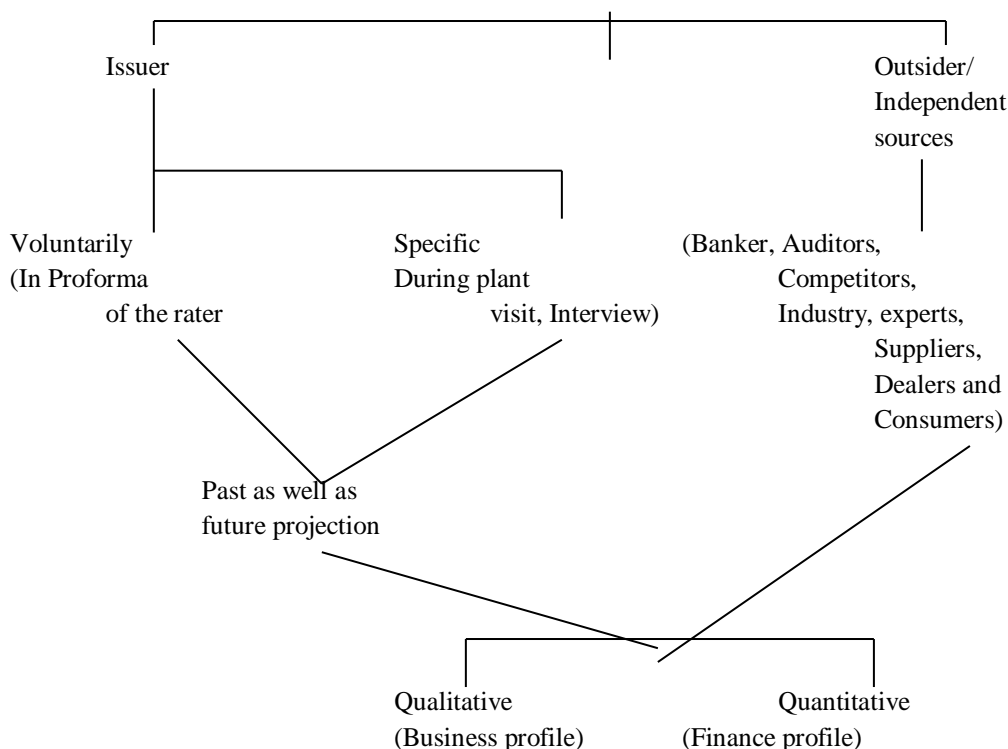 Issuer
Outsider/
Independent
sources
Voluntarily
(In Proforma
of the rater
Specific
During plant
visit, Interview)
(Banker, Auditors,
Competitors,
Industry, experts,
Suppliers,
Dealers and
Consumers)
Past as well as
future projection
Qualitative
(Business profile)
Quantitative
(Finance profile)